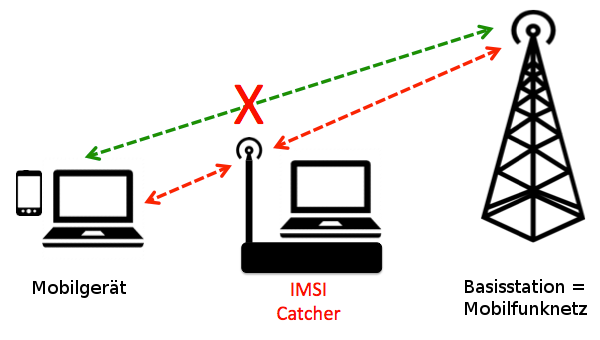 X
Mobilgerät
IMSI
Catcher
Basisstation =
Mobilfunknetz